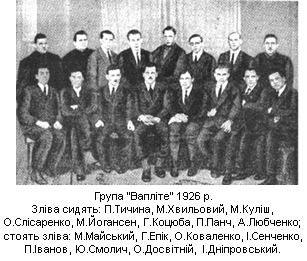 Група "Вапліте" 1926 р.
Зліва сидять: П.Тичина, М.Хвильовий, М.Куліш,
О.Слісаренко, М.Йогансен, Г.Коцюба, П.Панч, А.Любченко;
стоять зліва: М.Майський, Г.Епік, О.Коваленко, І.Сенченко,
П.Іванов, Ю.Смолич, О.Досвітній, І.Дніпровський.